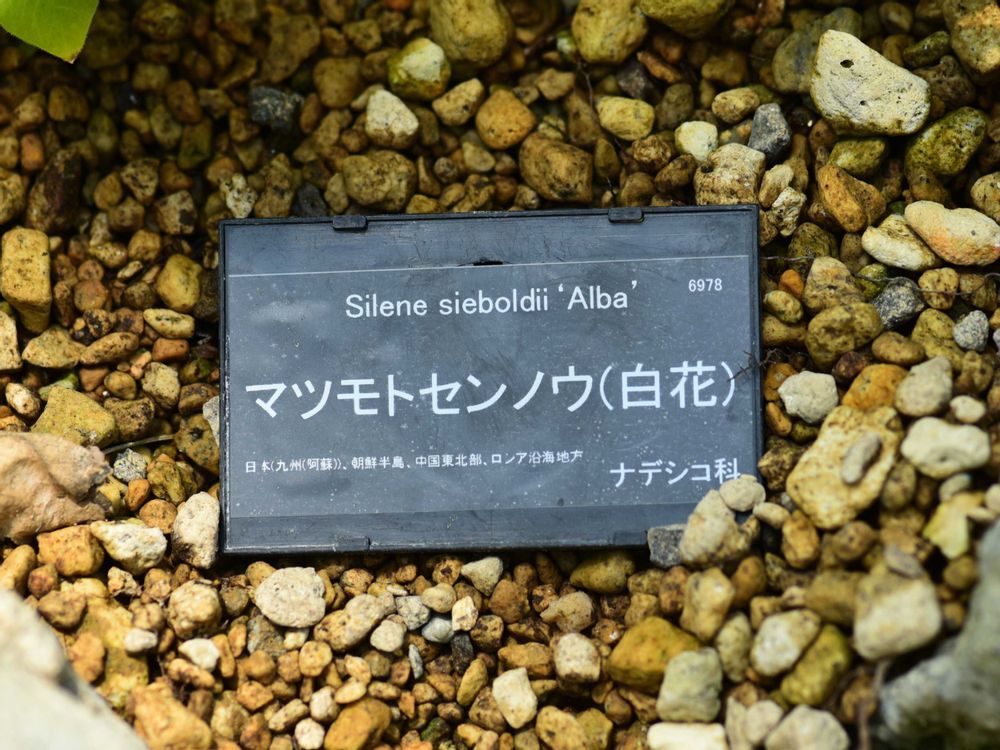 Silene sieboldii 'Alba' 6978
マツモトセンノウ(白花)
日本(九州(阿蘇))、朝鮮半島、中国東北部、ロシア沿海地方
ナデシコ科